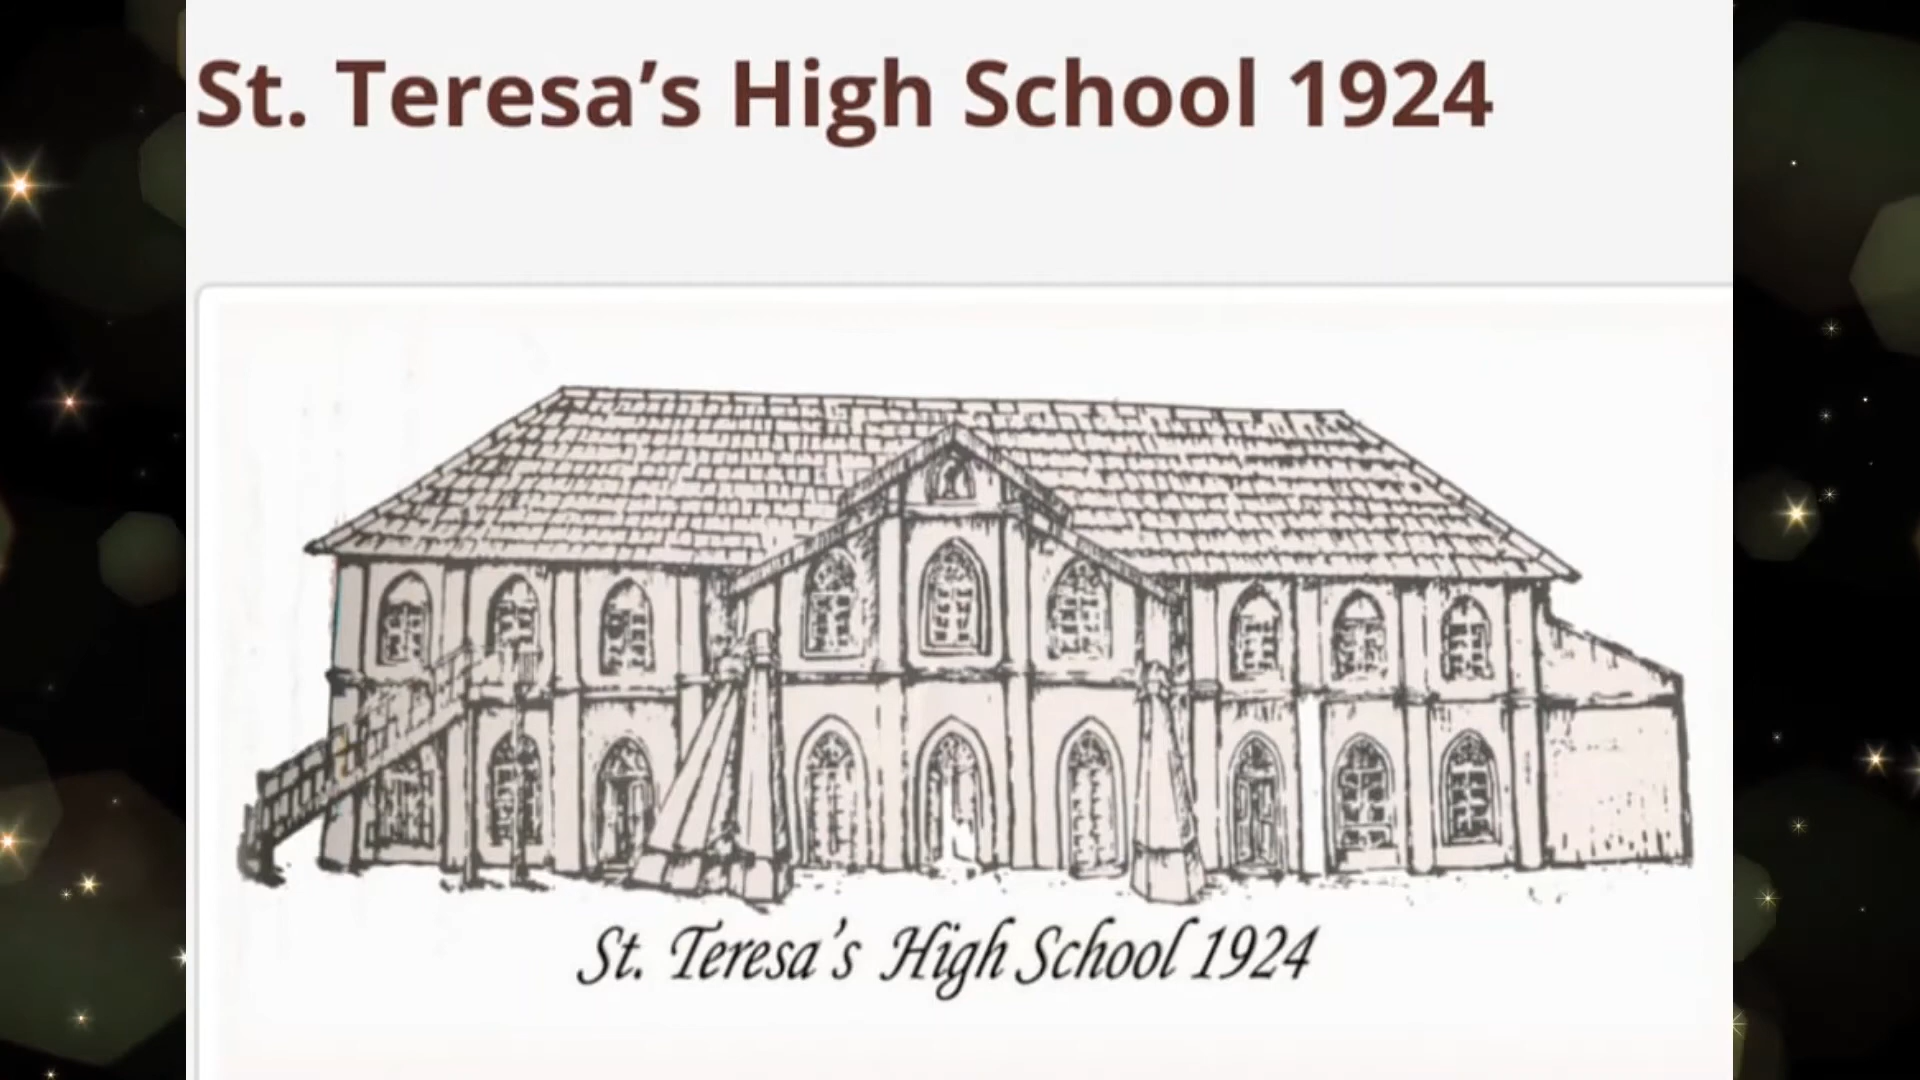 St. Teresa’s High School 1924
St. Teresa's High School 1924